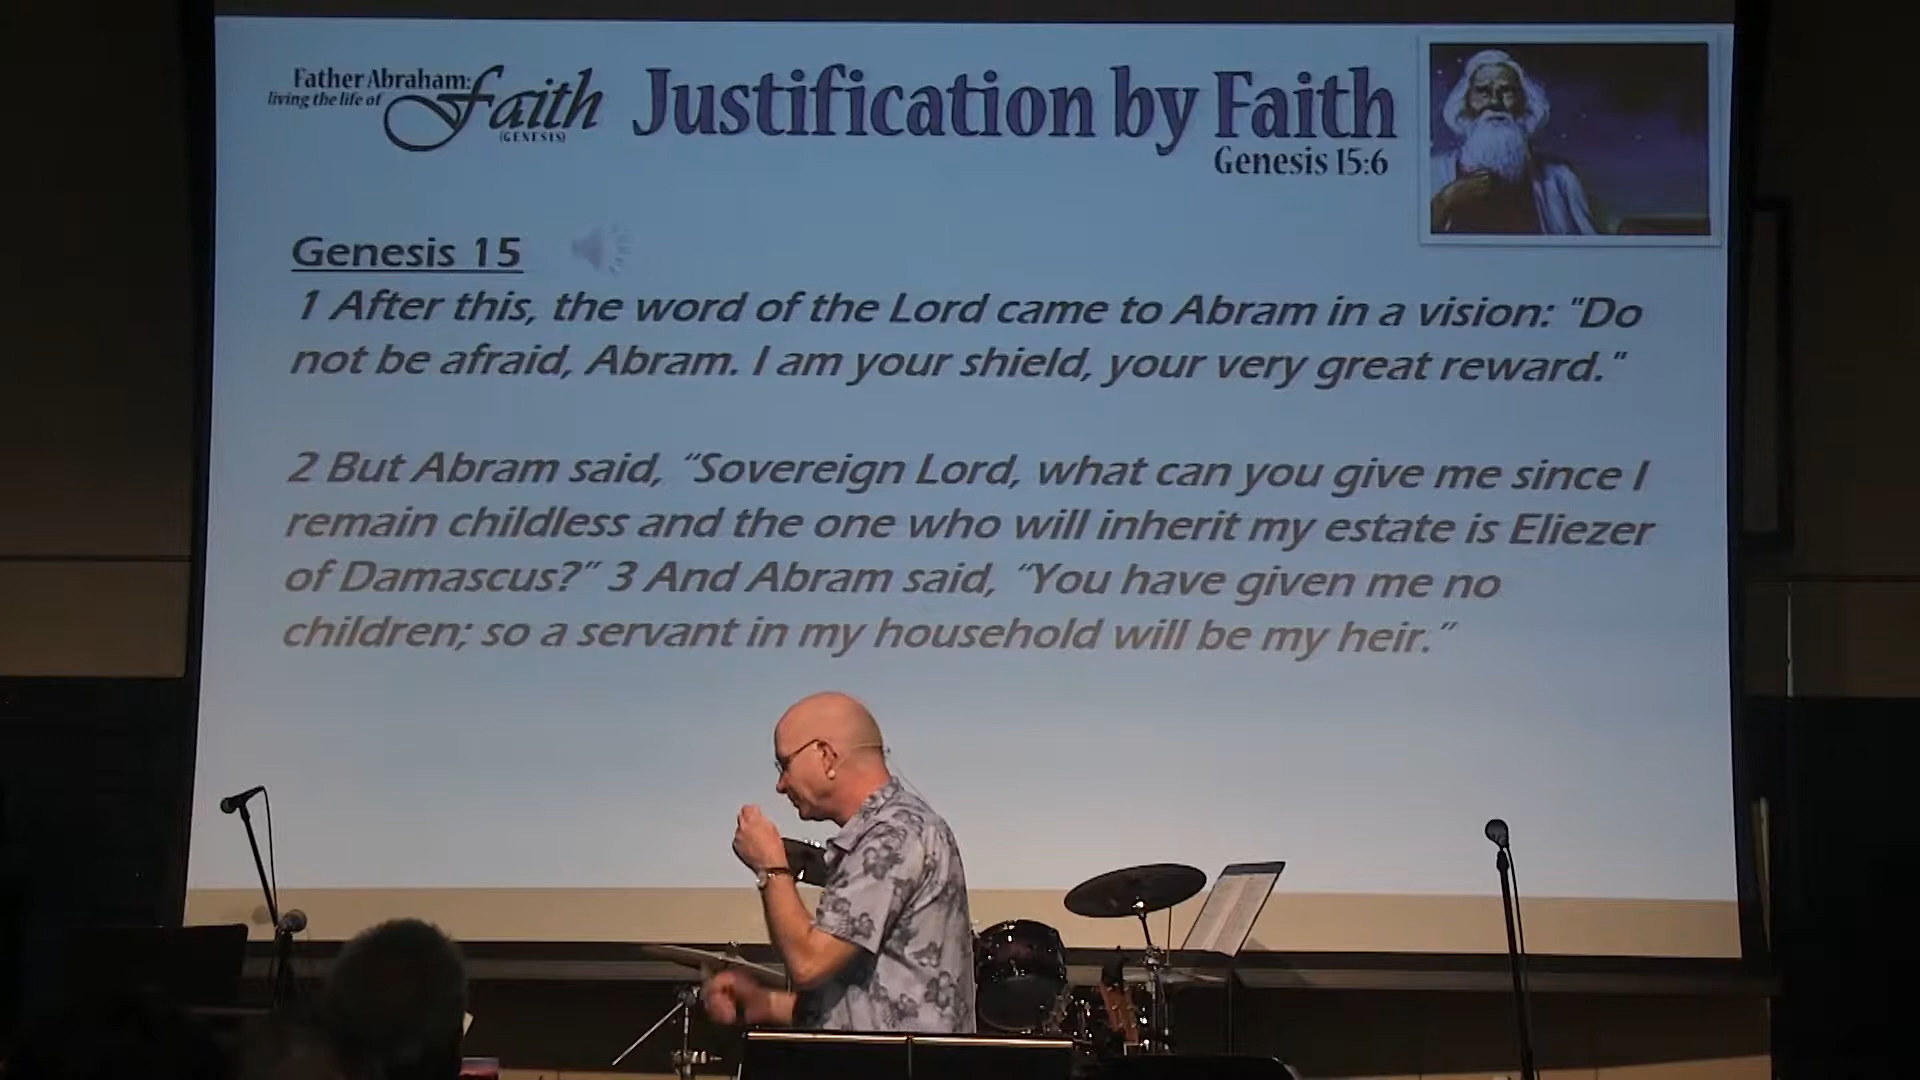 Father Abraham:
living the life of
Faith
(GENESIS)
Justification by Faith
Genesis 15:6
Genesis 15
1 After this, the word of the Lord came to Abram in a vision: "Do
not be afraid, Abram. I am your shield, your very great reward."
2 But Abram said, “Sovereign Lord, what can you give me since I
remain childless and the one who will inherit my estate is Eliezer
of Damascus?” 3 And Abram said, “You have given me no
children; so a servant in my household will be my heir.”